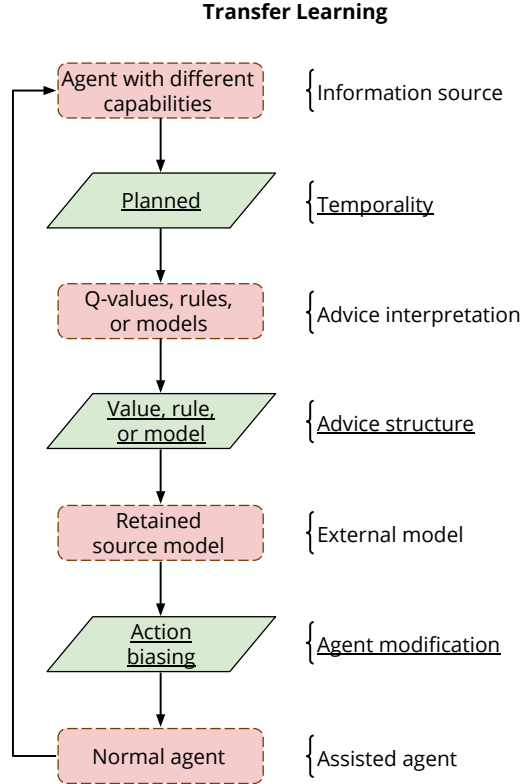 Transfer Learning
Agent with different
capabilities
Information source
Planned
Temporality
Q-values, rules,
or models
Advice interpretation
Value, rule,
or model
Advice structure
Retained
source model
External model
Action
biasing
Agent modification
Normal agent
Assisted agent